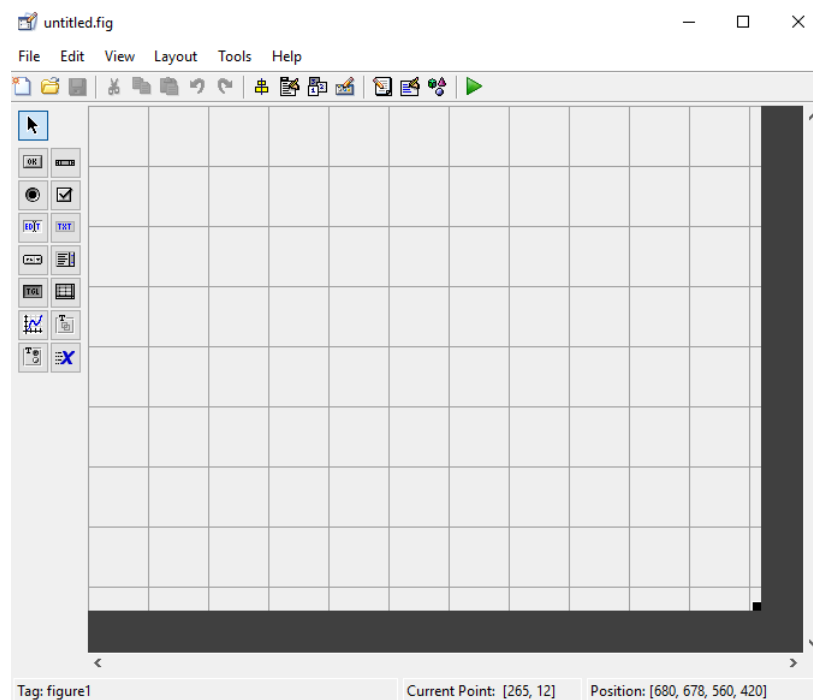 untitled.fig
File Edit View Layout Tools Help
OK
EDIT TXT
TGL
Tag: figure1 Current Point: [265, 12] Position: [680, 678, 560, 420]